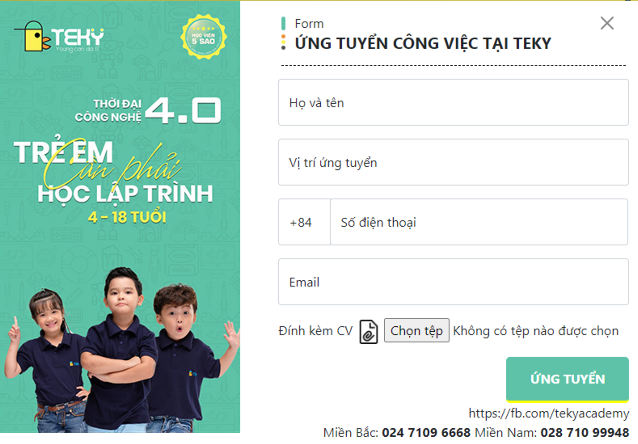 TEKY
Young can do IT
HỌC VIỆN
5 SAO
THỜI ĐẠI
CÔNG NGHỆ 4.0
TRẺ EM
Cần phải
HỌC LẬP TRÌNH
4 - 18 TUỔI
Form
ỨNG TUYỂN CÔNG VIỆC TẠI TEKY
Họ và tên
Vị trí ứng tuyển
+84 Số điện thoại
Email
Đính kèm CV Chọn tệp Không có tệp nào được chọn
ỨNG TUYỂN
https://fb.com/tekyacademy
Miền Bắc: 024 7109 6668 Miền Nam: 028 710 99948